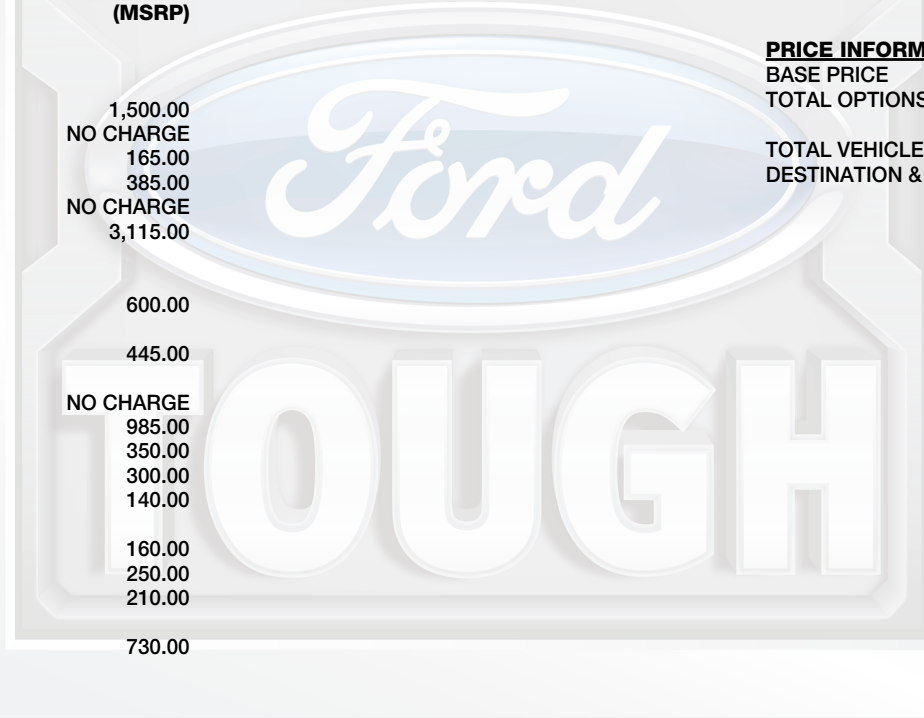 (MSRP)
1,500.00
NO CHARGE
165.00
385.00
NO CHARGE
3,115.00
600.00
445.00
NO CHARGE
985.00
350.00
300.00
140.00
160.00
250.00
210.00
730.00
PRICE INFORM
BASE PRICE
TOTAL OPTIONS
TOTAL VEHICLE
DESTINATION &
Ford
TOUGH